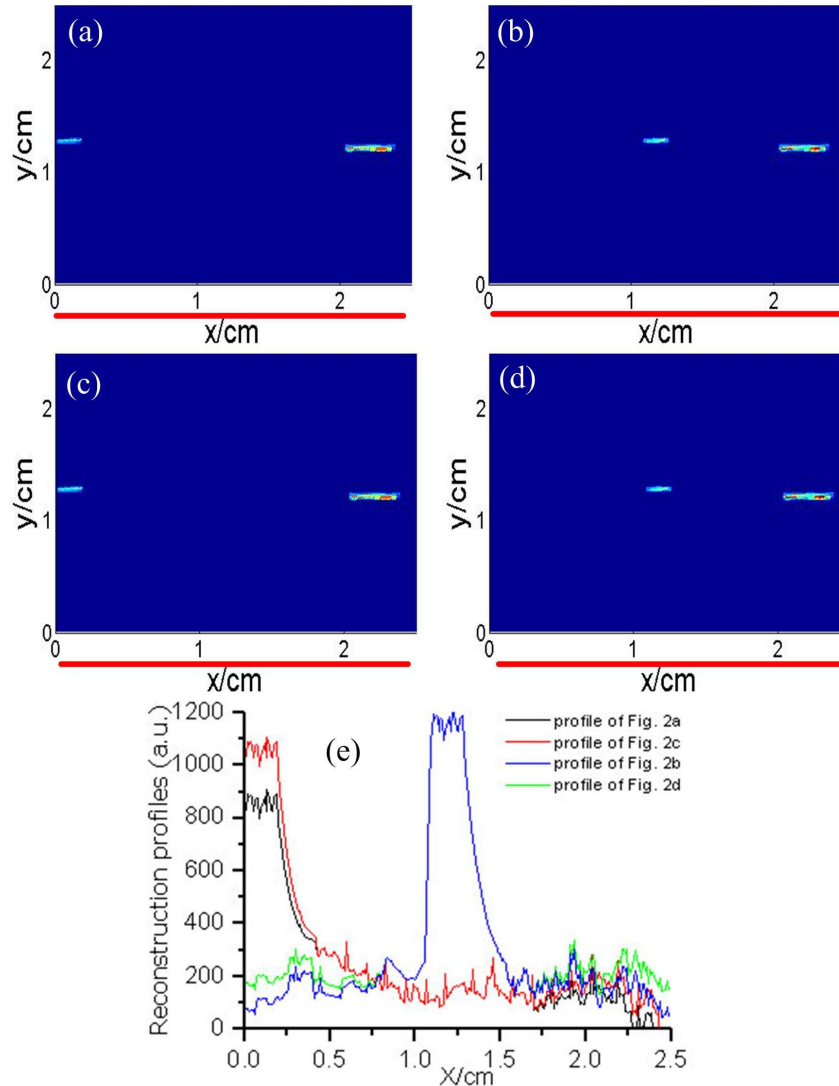 (a)
y/cm
2
1
0
0 1 2
x/cm
(b)
y/cm
2
1
0
0 1 2
x/cm
(c)
y/cm
2
1
0
0 1 2
x/cm
(d)
y/cm
2
1
0
0 1 2
x/cm
(e)
Reconstruction profiles (a.u.)
1200
1000
800
600
400
200
0
profile of Fig. 2a
profile of Fig. 2c
profile of Fig. 2b
profile of Fig. 2d
0.0 0.5 1.0 1.5 2.0 2.5
X/cm